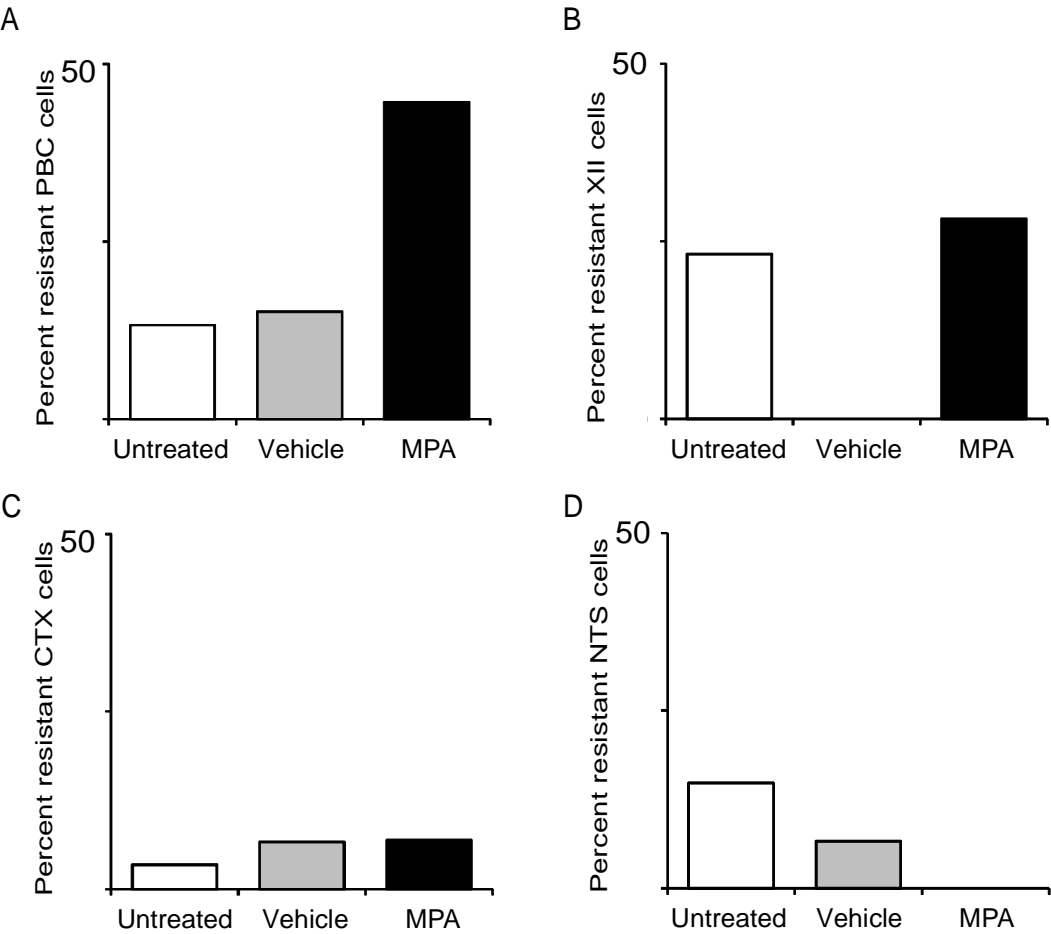 A
50
Percent resistant PBC cells
Untreated Vehicle MPA
B
50
Percent resistant XII cells
Untreated Vehicle MPA
C
50
Percent resistant CTX cells
Untreated Vehicle MPA
D
50
Percent resistant NTS cells
Untreated Vehicle MPA